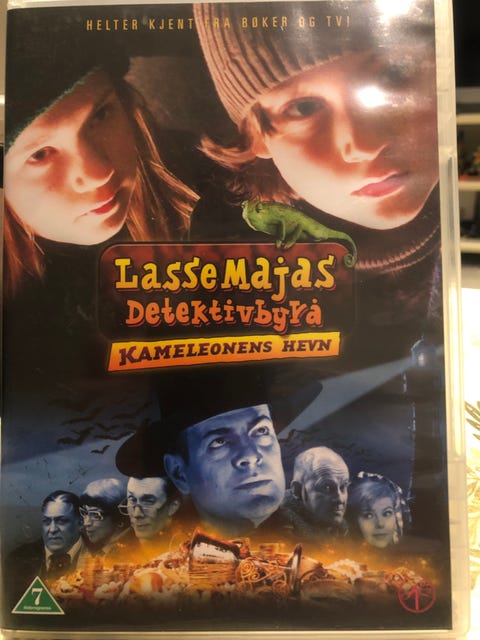 HELTER KJENT FRA BØKER OG TV!
LasseMajas
Detektivbyrå
KAMELEONENS HEVN
7